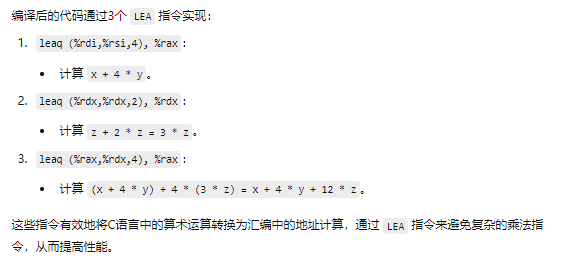 编译后的代码通过3个 LEA 指令实现：
1. leaq (%rdi,%rsi,4), %rax：
• 计算 x + 4 * y。
2. leaq (%rdx,%rdx,2), %rdx：
• 计算 z + 2 * z = 3 * z。
3. leaq (%rax,%rdx,4), %rax：
• 计算 (x + 4 * y) + 4 * (3 * z) = x + 4 * y + 12 * z。
这些指令有效地将C语言中的算术运算转换为汇编中的地址计算，通过 LEA 指令来避免复杂的乘法指
令，从而提高性能。